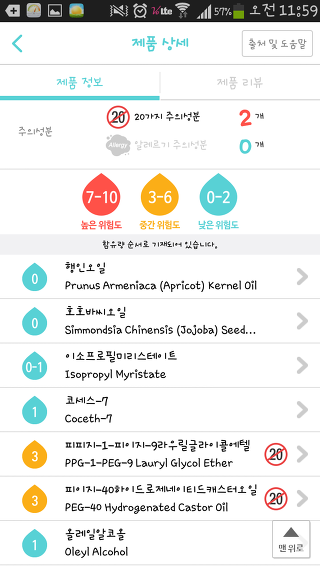 57% 오전 11:59
제품 상세
출처 및 도움말
제품 정보
제품 리뷰
주의성분
20 20가지 주의성분 2 개
Allergy 알레르기 주의성분 0 개
7-10 3-6 0-2
높은 위험도 중간 위험도 낮은 위험도
함유량 순서로 기재되어 있습니다.
행인오일
0
Prunus Armeniaca (Apricot) Kernel Oil
호호바씨오일
0
Simmondsia Chinensis (Jojoba) Seed...
이소프로필미리스테이트
0-1
Isopropyl Myristate
코세스-7
1
Coceth-7
피피지-1-피이지-9라우릴글라이콜에텔
3 20
PPG-1-PEG-9 Lauryl Glycol Ether
피이지-40하이드로제네이티드캐스터오일
3 20
PEG-40 Hydrogenated Castor Oil
올레일알코올
1
Oleyl Alcohol
맨위로